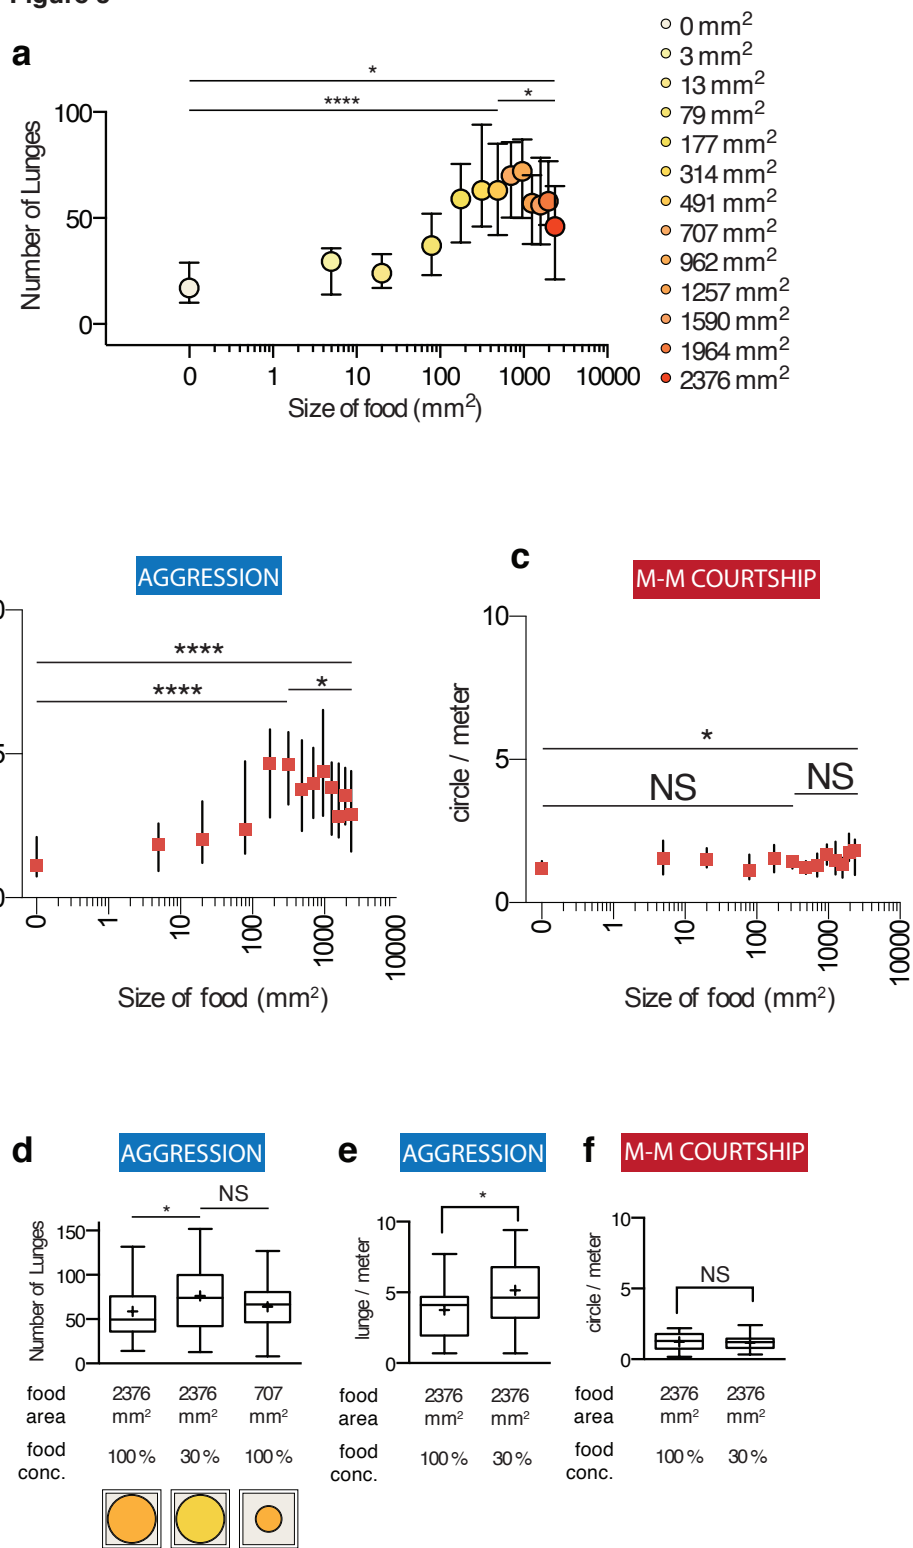 a
*
****
*
100
50
0
Number of Lunges
0 1 10 100 1000 10000
Size of food (mm²)
0 mm²
3 mm²
13 mm²
79 mm²
177 mm²
314 mm²
491 mm²
707 mm²
962 mm²
1257 mm²
1590 mm²
1964 mm²
2376 mm²
AGGRESSION
****
****
*
0
5
0
0 1 10 100 1000 10000
Size of food (mm²)
c
M-M COURTSHIP
10
5
0
circle / meter
*
NS
NS
0 1 10 100 1000 10000
Size of food (mm²)
d
AGGRESSION
*
NS
150
100
50
0
Number of Lunges
food area
2376 mm²
2376 mm²
707 mm²
food conc.
100 % 30 % 100 %
e
AGGRESSION
*
10
5
0
lunge / meter
food area
2376 mm²
2376 mm²
food conc.
100 % 30 %
f
M-M COURTSHIP
NS
10
5
0
circle / meter
food area
2376 mm²
2376 mm²
food conc.
100 % 30 %